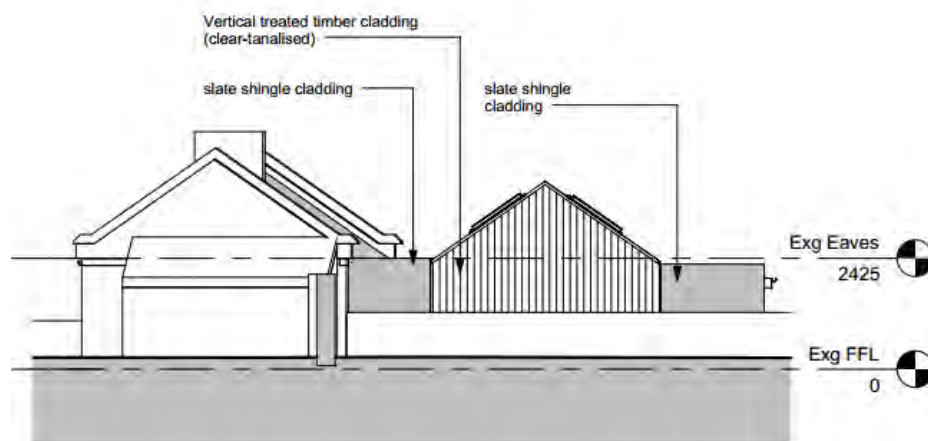 Vertical treated timber cladding
(clear-tanalised)
slate shingle cladding
slate shingle
cladding
Exg Eaves
2425
Exg FFL
0